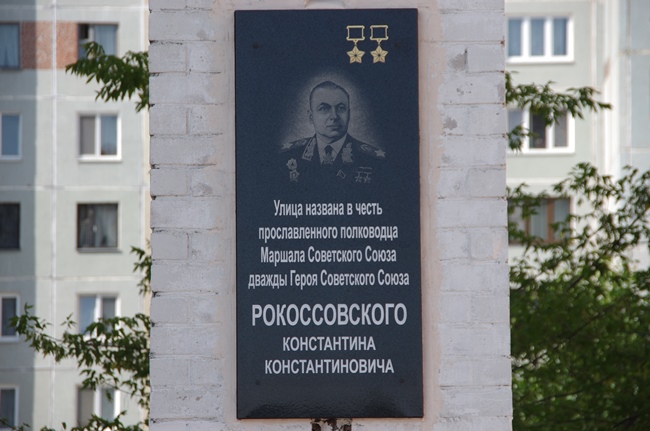 Улица названа в честь
прославленного полководца
Маршала Советского Союза
дважды Героя Советского Союза
РОКОССОВСКОГО
КОНСТАНТИНА
КОНСТАНТИНОВИЧА